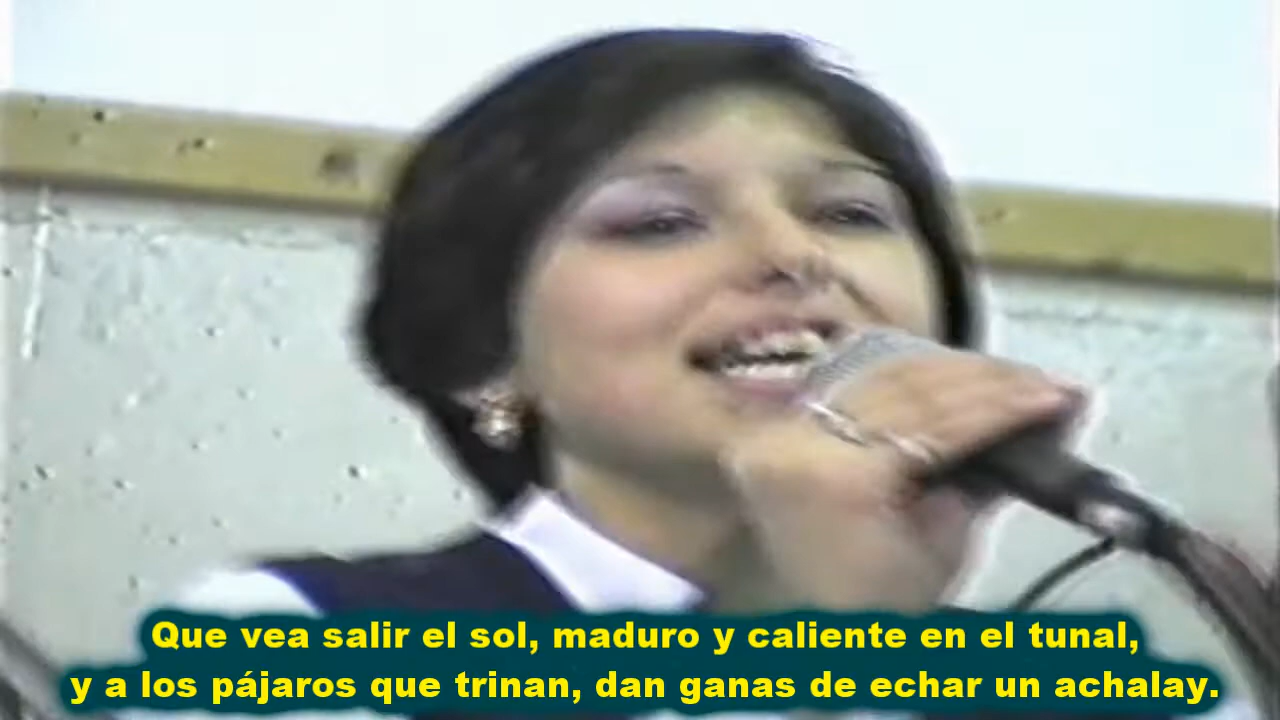 Que vea salir el sol, maduro y caliente en el tunal,
y a los pájaros que trinan, dan ganas de echar un achalay.